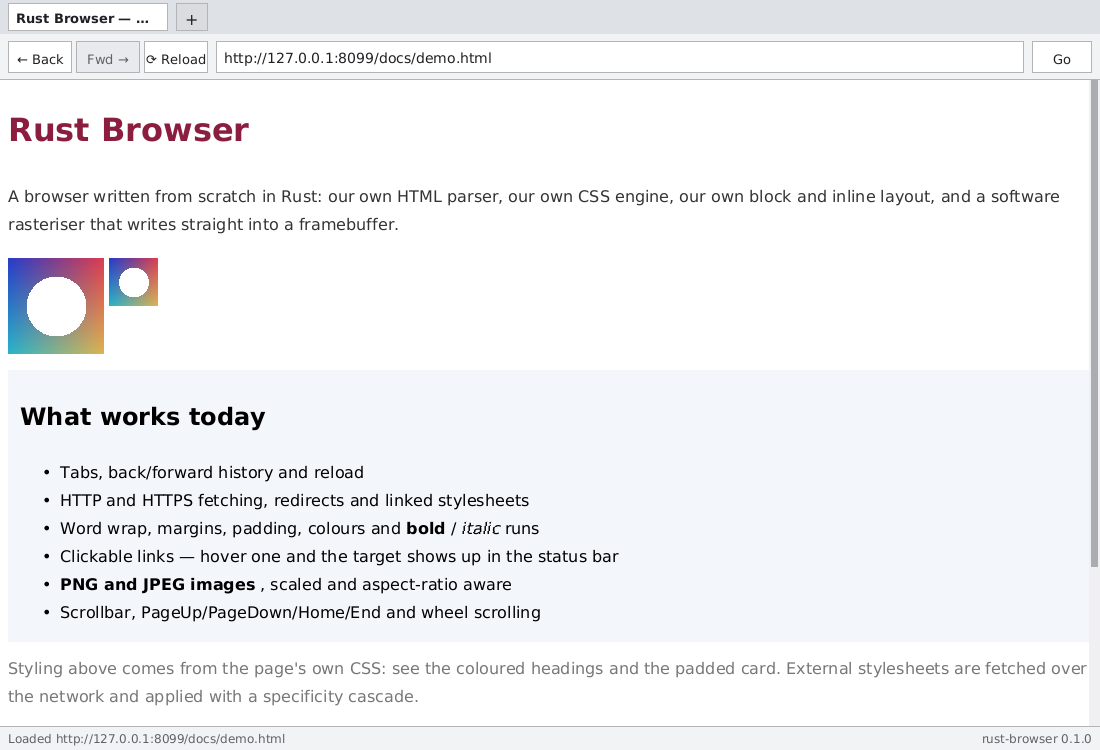 Rust Browser — ...
+
← Back
Fwd →
⟳ Reload
http://127.0.0.1:8099/docs/demo.html
Go
Rust Browser
A browser written from scratch in Rust: our own HTML parser, our own CSS engine, our own block and inline layout, and a software
rasteriser that writes straight into a framebuffer.
What works today
• Tabs, back/forward history and reload
• HTTP and HTTPS fetching, redirects and linked stylesheets
• Word wrap, margins, padding, colours and bold / italic runs
• Clickable links — hover one and the target shows up in the status bar
• PNG and JPEG images , scaled and aspect-ratio aware
• Scrollbar, PageUp/PageDown/Home/End and wheel scrolling
Styling above comes from the page's own CSS: see the coloured headings and the padded card. External stylesheets are fetched over
the network and applied with a specificity cascade.
Loaded http://127.0.0.1:8099/docs/demo.html
rust-browser 0.1.0